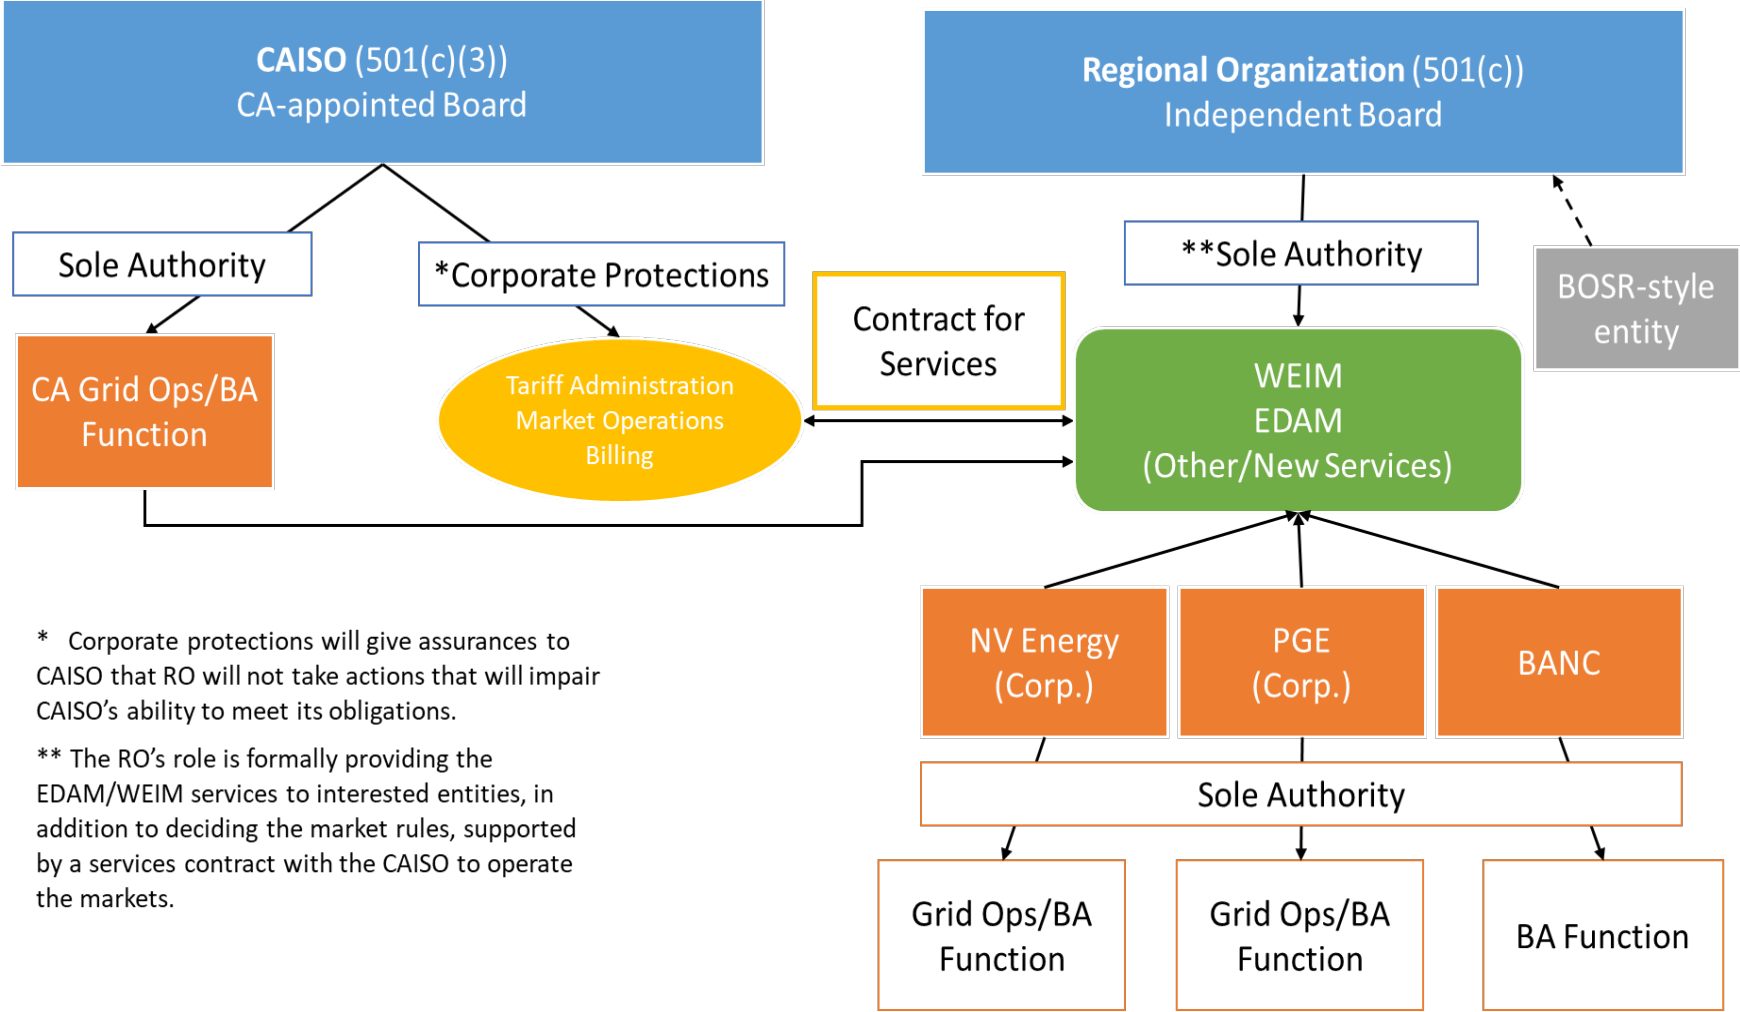 CAISO (501(c)(3))
CA-appointed Board
Regional Organization (501(c))
Independent Board
Sole Authority
*Corporate Protections
**Sole Authority
BOSR-style
entity
Contract for
Services
CA Grid Ops/BA
Function
Tariff Administration
Market Operations
Billing
WEIM
EDAM
(Other/New Services)
NV Energy
(Corp.)
PGE
(Corp.)
BANC
Sole Authority
Grid Ops/BA
Function
Grid Ops/BA
Function
BA Function
* Corporate protections will give assurances to
CAISO that RO will not take actions that will impair
CAISO’s ability to meet its obligations.
** The RO’s role is formally providing the
EDAM/WEIM services to interested entities, in
addition to deciding the market rules, supported
by a services contract with the CAISO to operate
the markets.